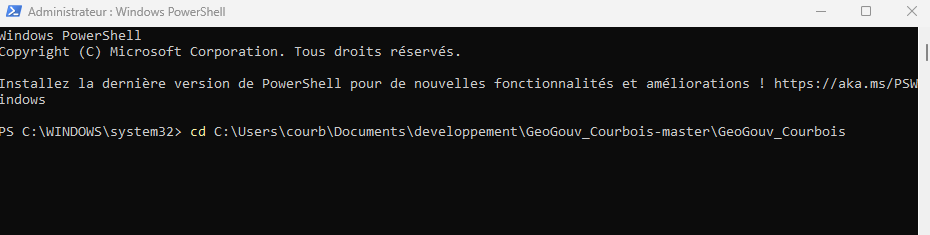 Administrateur : Windows PowerShell
Windows PowerShell
Copyright (C) Microsoft Corporation. Tous droits réservés.
Installez la dernière version de PowerShell pour de nouvelles fonctionnalités et améliorations ! https://aka.ms/PSW
indows
PS C:\WINDOWS\system32> cd C:\Users\courb\Documents\developpement\GeoGouv_Courbois-master\GeoGouv_Courbois